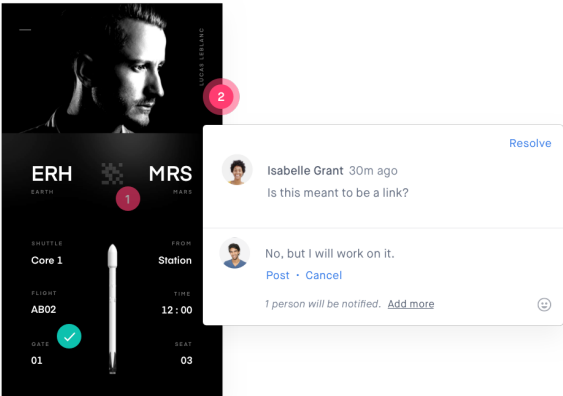 LUCAS LEBLANC
2
Resolve
Isabelle Grant 30m ago
Is this meant to be a link?
ERH MRS
EARTH MARS
1
No, but I will work on it.
Post • Cancel
1 person will be notified. Add more
SHUTTLE FROM
Core 1 Station
FLIGHT TIME
AB02 12 : 00
GATE SEAT
01 03